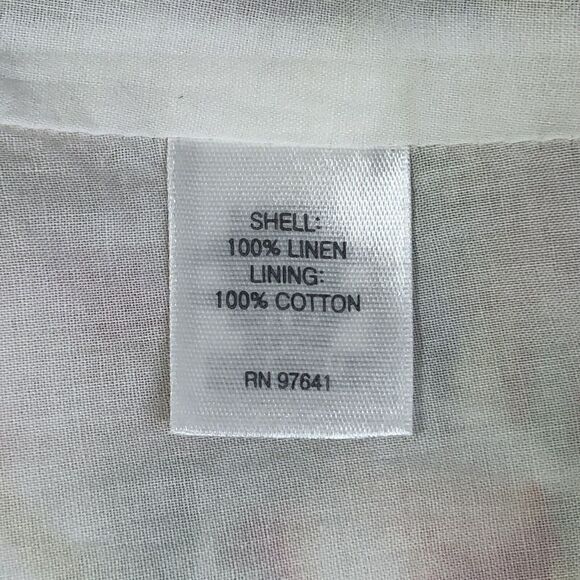 SHELL:
100% LINEN
LINING:
100% COTTON
RN 97641